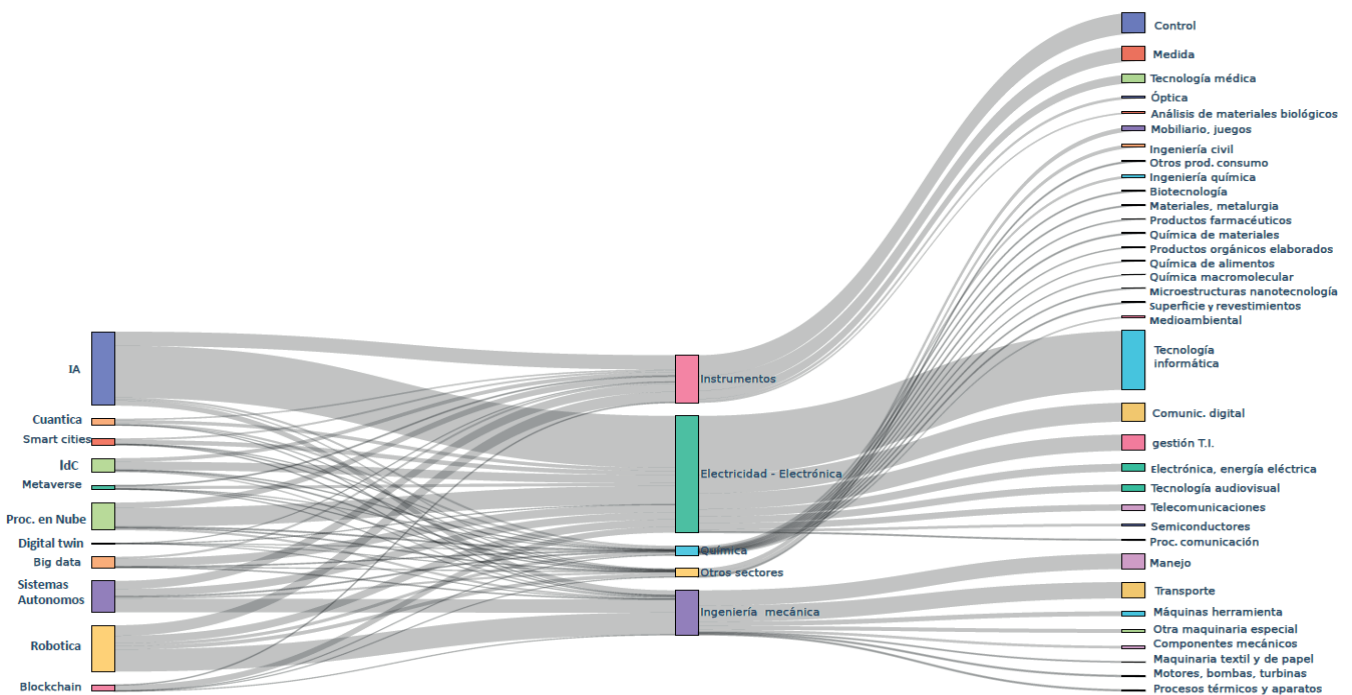 IA
Cuantica
Smart cities
IdC
Metaverse
Proc. en Nube
Digital twin
Big data
Sistemas
Autonomos
Robotica
Blockchain
Instrumentos
Electricidad - Electrónica
Química
Otros sectores
Ingeniería mecánica
Control
Medida
Tecnología médica
Óptica
Análisis de materiales biológicos
Mobiliario, juegos
Ingeniería civil
Otros prod. consumo
Ingeniería química
Biotecnología
Materiales, metalurgia
Productos farmacéuticos
Química de materiales
Productos orgánicos elaborados
Química de alimentos
Química macromolecular
Microestructuras nanotecnología
Superficie y revestimientos
Medioambiental
Tecnología
informática
Comunic. digital
gestión T.I.
Electrónica, energía eléctrica
Tecnología audiovisual
Telecomunicaciones
Semiconductores
Proc. comunicación
Manejo
Transporte
Máquinas herramienta
Otra maquinaria especial
Componentes mecánicos
Maquinaria textil y de papel
Motores, bombas, turbinas
Procesos térmicos y aparatos